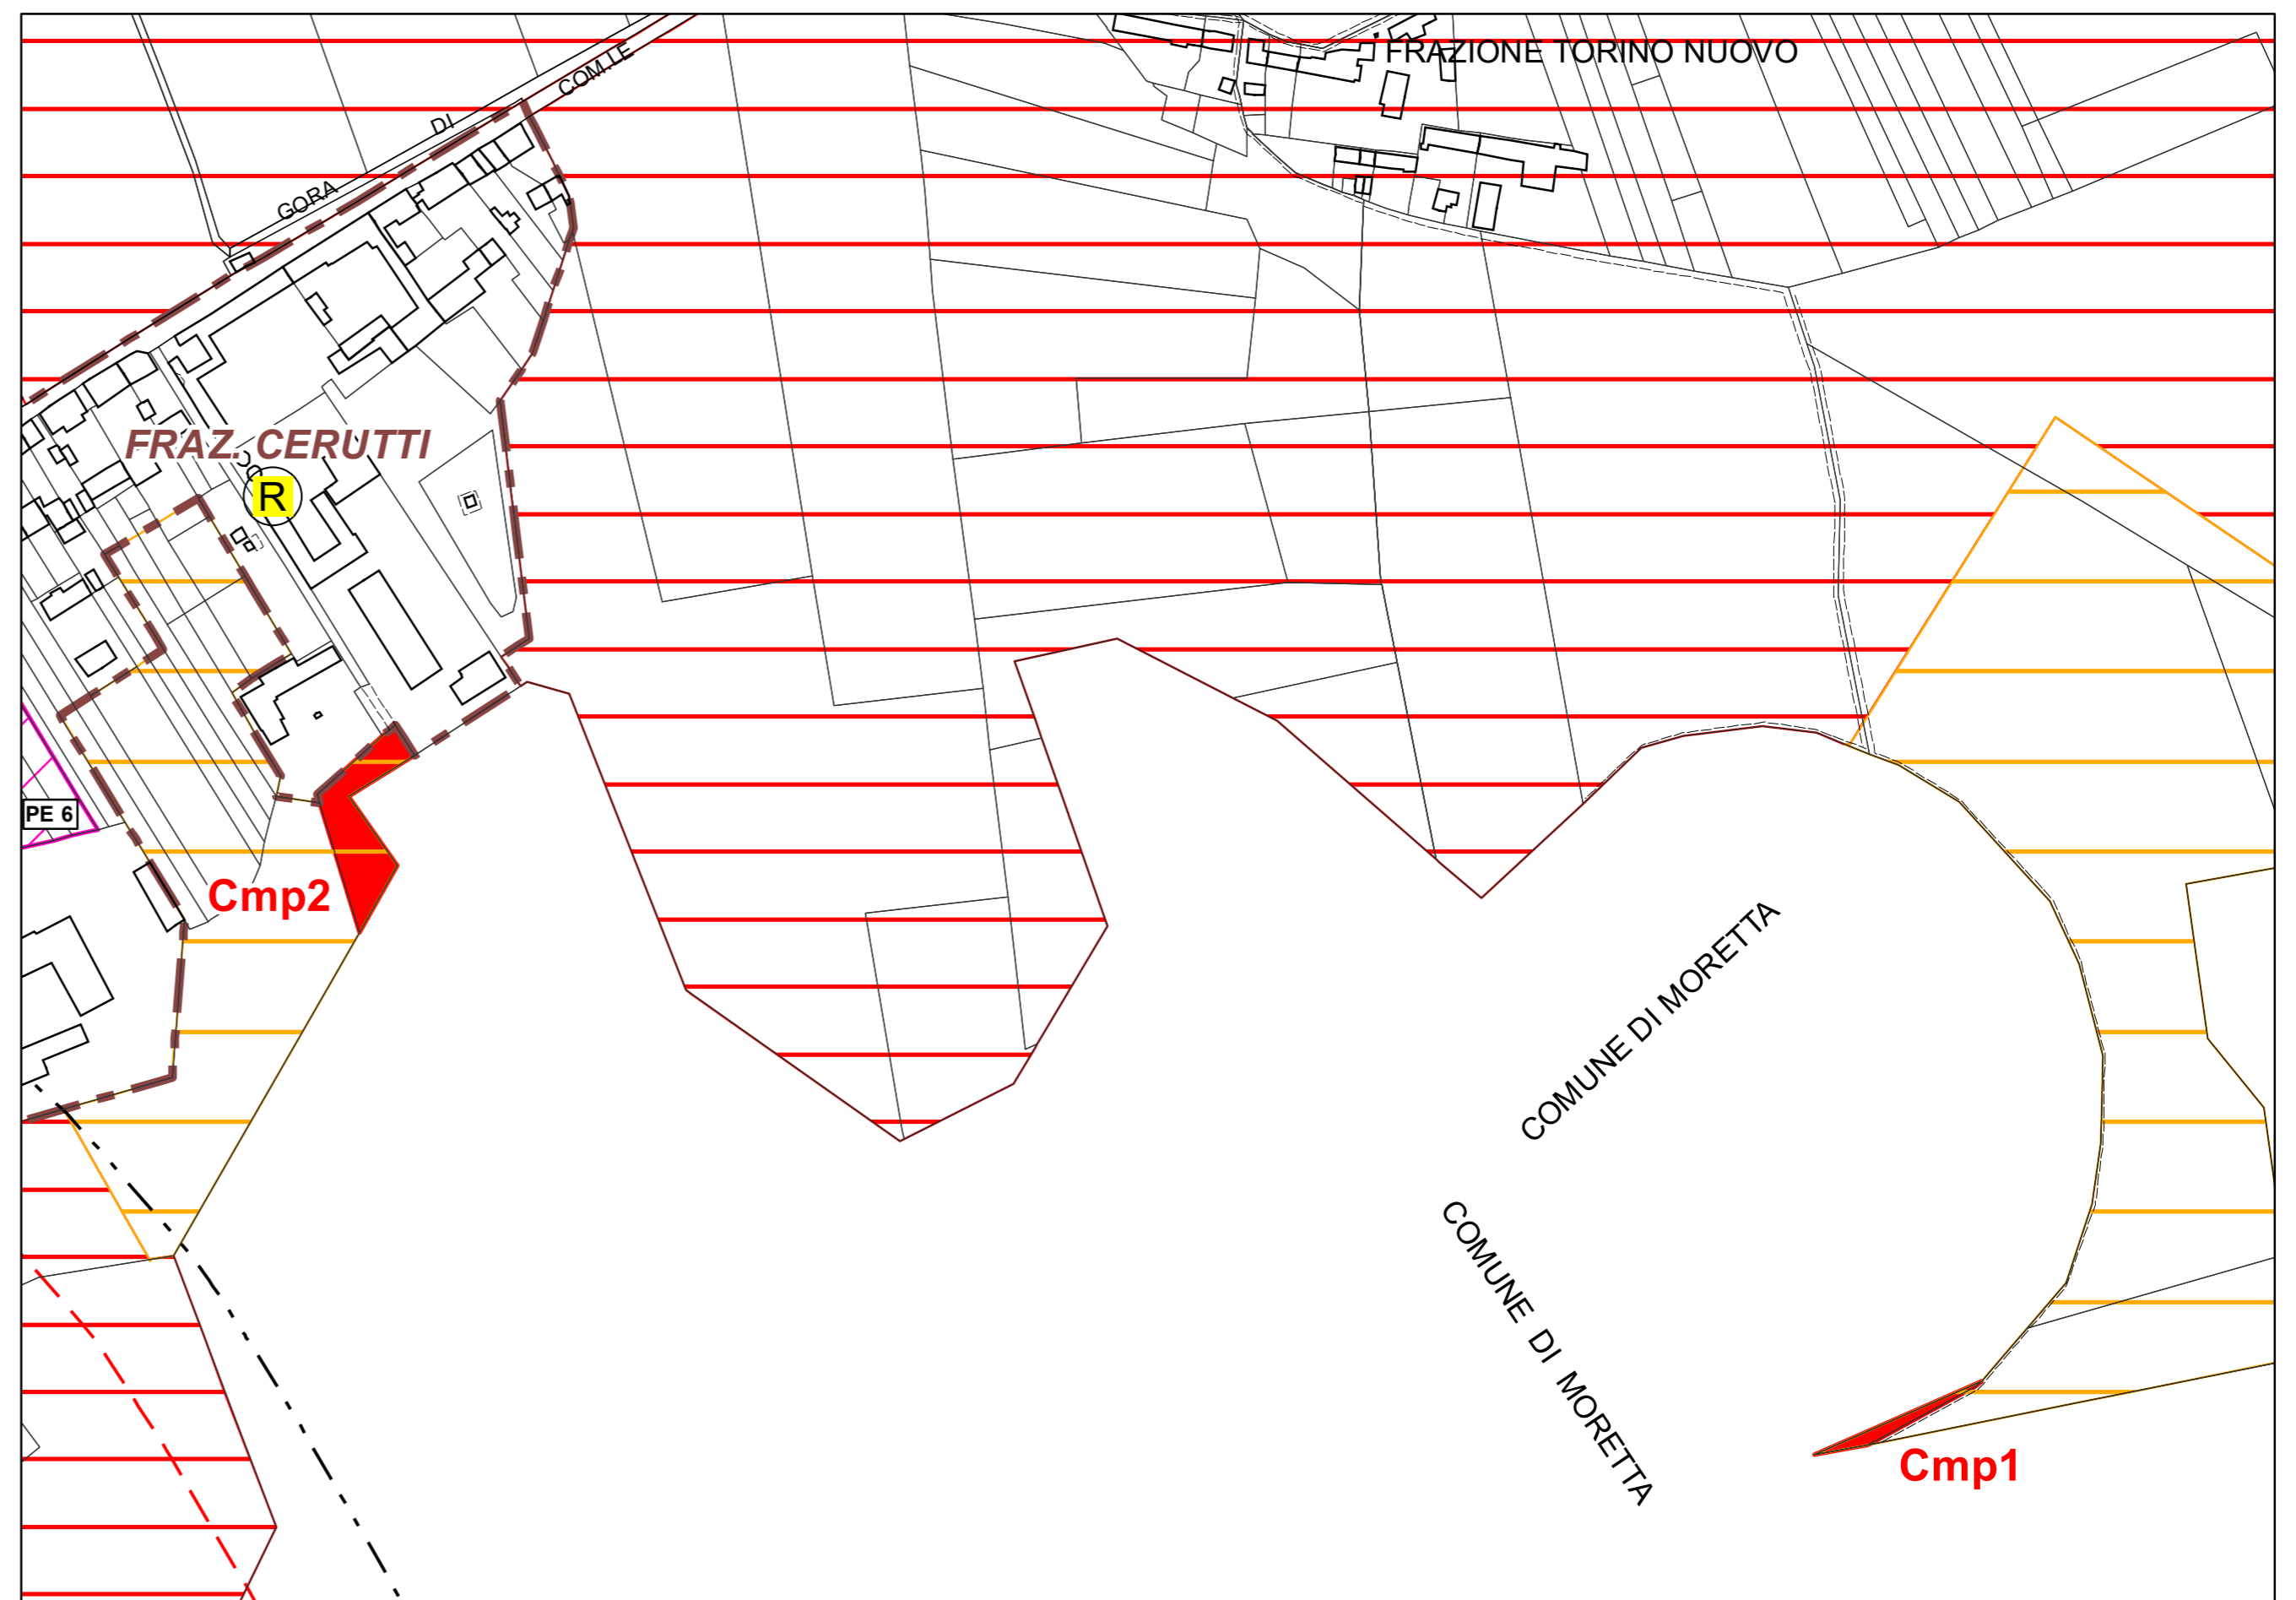 FRAZIONE TORINO NUOVO
COM.LE
DI
GORA
FRAZ. CERUTTI
R
PE 6
Cmp2
COMUNE DI MORETTA
COMUNE DI MORETTA
Cmp1